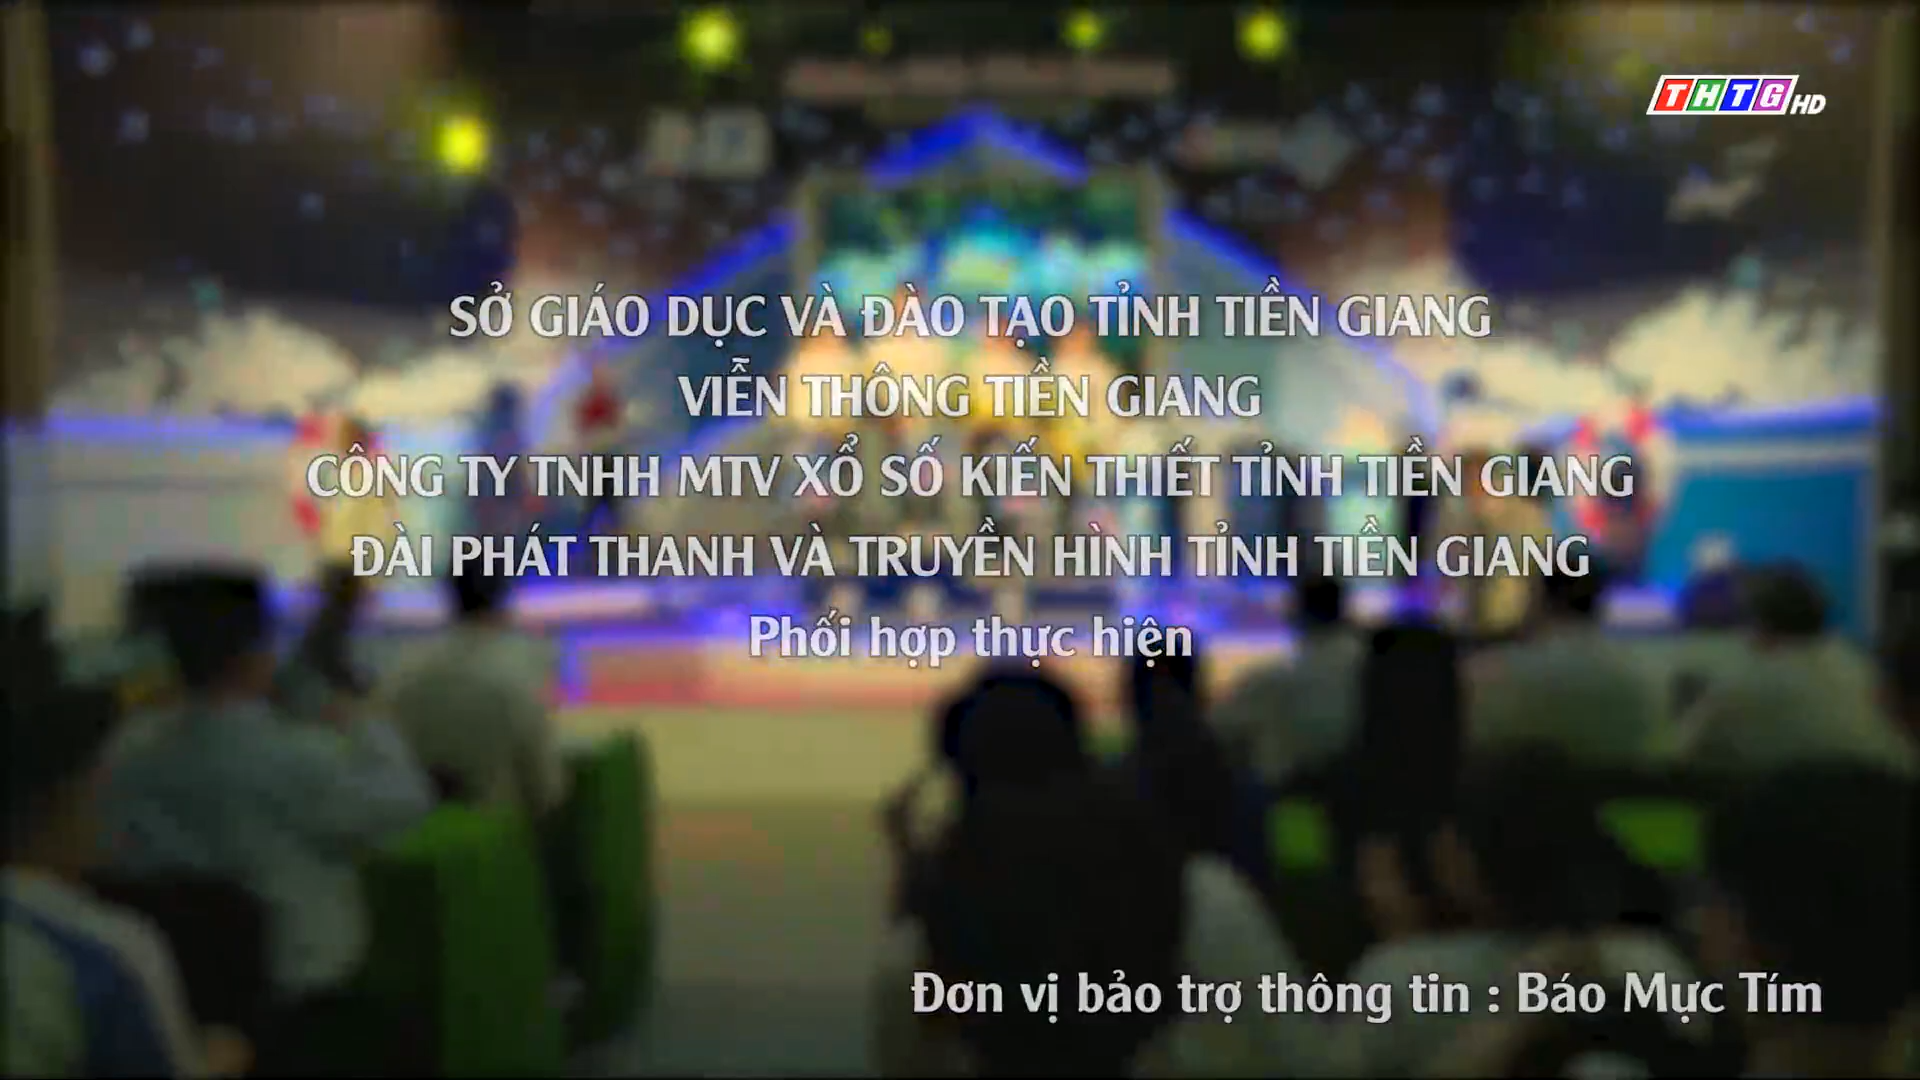 THTG HD
SỞ GIÁO DỤC VÀ ĐÀO TẠO TỈNH TIỀN GIANG
VIỄN THÔNG TIỀN GIANG
CÔNG TY TNHH MTV XỔ SỐ KIẾN THIẾT TỈNH TIỀN GIANG
ĐÀI PHÁT THANH VÀ TRUYỀN HÌNH TỈNH TIỀN GIANG
Phối hợp thực hiện
Đơn vị bảo trợ thông tin : Báo Mực Tím